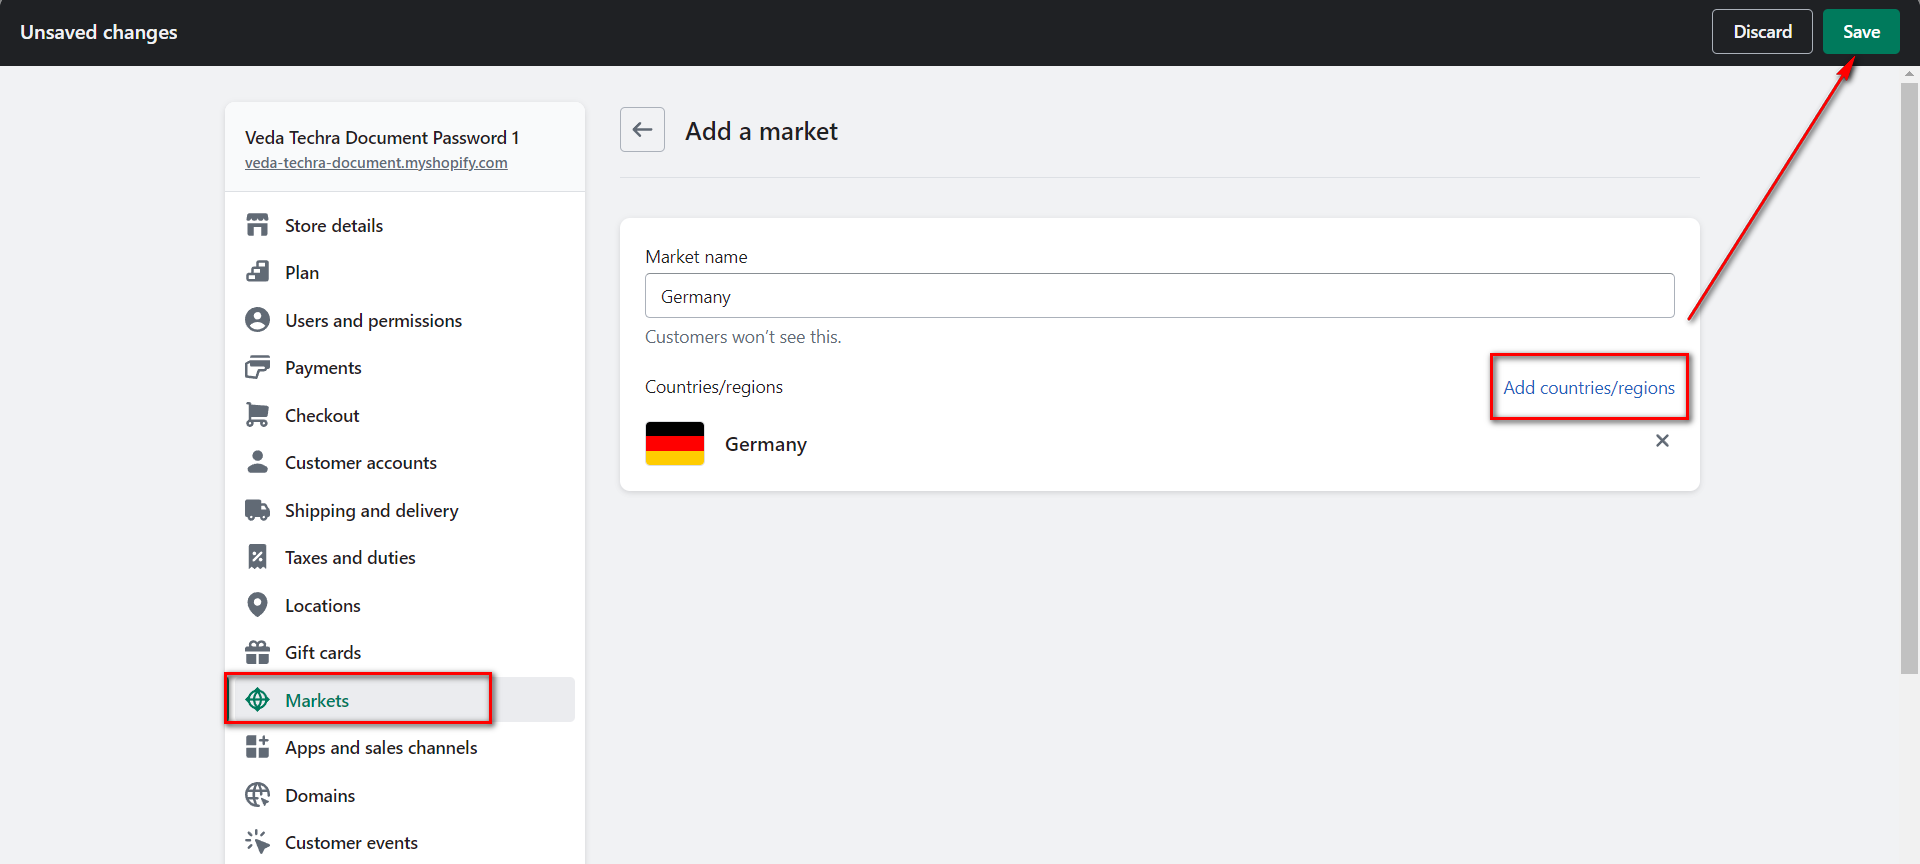 Unsaved changes
Discard
Save
Veda Techra Document Password 1
veda-techra-document.myshopify.com
Store details
Plan
Users and permissions
Payments
Checkout
Customer accounts
Shipping and delivery
Taxes and duties
Locations
Gift cards
Markets
Apps and sales channels
Domains
Customer events
Add a market
Market name
Germany
Customers won’t see this.
Countries/regions
Add countries/regions
Germany